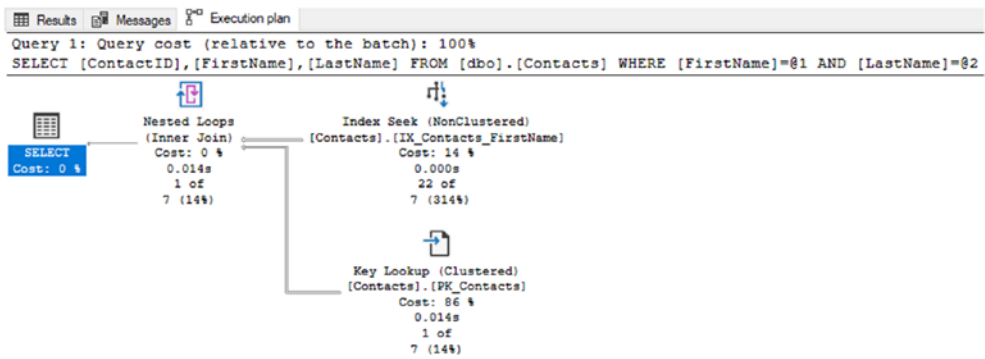 Results Messages Execution plan
Query 1: Query cost (relative to the batch): 100%
SELECT [ContactID],[FirstName],[LastName] FROM [dbo].[Contacts] WHERE [FirstName]=@1 AND [LastName]=@2
SELECT
Cost: 0 %
Nested Loops
(Inner Join)
Cost: 0 %
0.014s
1 of
7 (14%)
Index Seek (NonClustered)
[Contacts].[IX_Contacts_FirstName]
Cost: 14 %
0.000s
22 of
7 (314%)
Key Lookup (Clustered)
[Contacts].[PK_Contacts]
Cost: 86 %
0.014s
1 of
7 (14%)